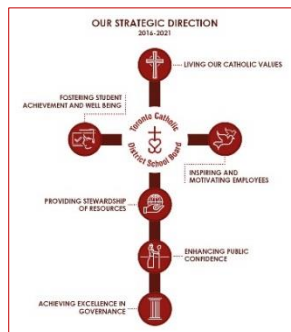 OUR STRATEGIC DIRECTION
2016-2021
LIVING OUR CATHOLIC VALUES
FOSTERING STUDENT
ACHIEVEMENT AND WELL BEING
Toronto Catholic
District School Board
INSPIRING AND
MOTIVATING EMPLOYEES
PROVIDING STEWARDSHIP
OF RESOURCES
ENHANCING PUBLIC
CONFIDENCE
ACHIEVING EXCELLENCE IN
GOVERNANCE